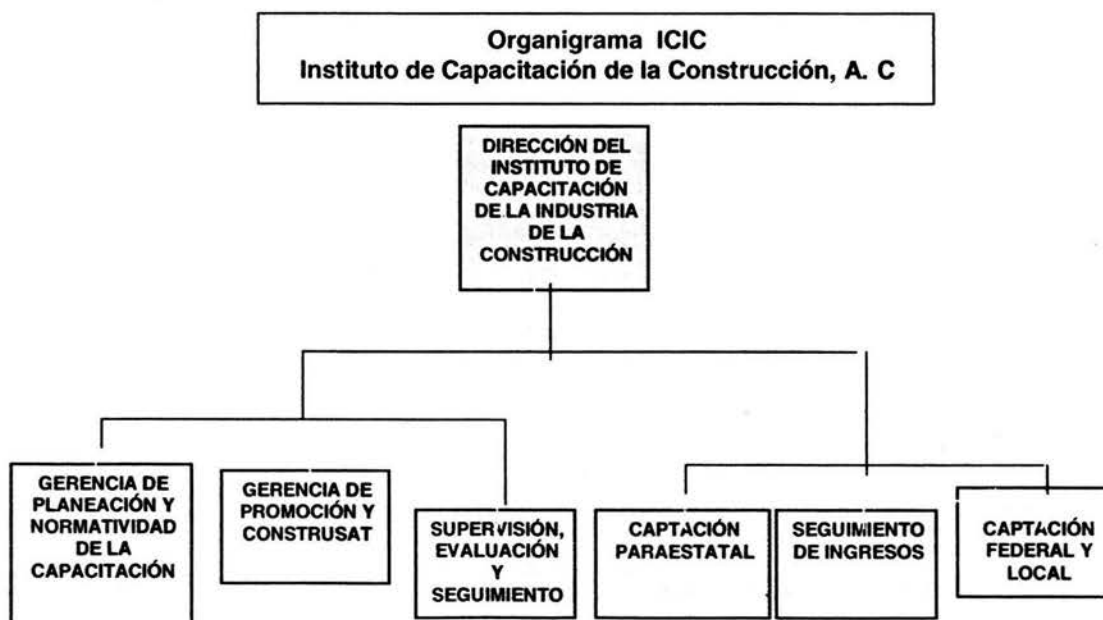 Organigrama ICIC
Instituto de Capacitación de la Construcción, A. C
DIRECCIÓN DEL
INSTITUTO DE
CAPACITACIÓN
DE LA INDUSTRIA
DE LA
CONSTRUCCIÓN
GERENCIA DE
PLANEACIÓN Y
NORMATIVIDAD
DE LA
CAPACITACIÓN
GERENCIA DE
PROMOCIÓN Y
CONSTRUSAT
SUPERVISIÓN,
EVALUACIÓN
Y
SEGUIMIENTO
CAPTACIÓN
PARAESTATAL
SEGUIMIENTO
DE INGRESOS
CAPTACIÓN
FEDERAL Y
LOCAL